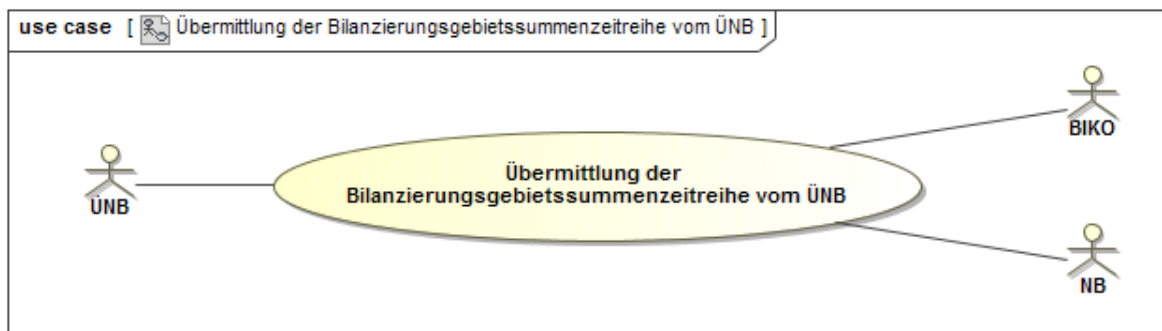 use case [ Übermittlung der Bilanzierungsgebietssummenzeitreihe vom ÜNB ]
BIKO
Übermittlung der
Bilanzierungsgebietssummenzeitreihe vom ÜNB
ÜNB
NB